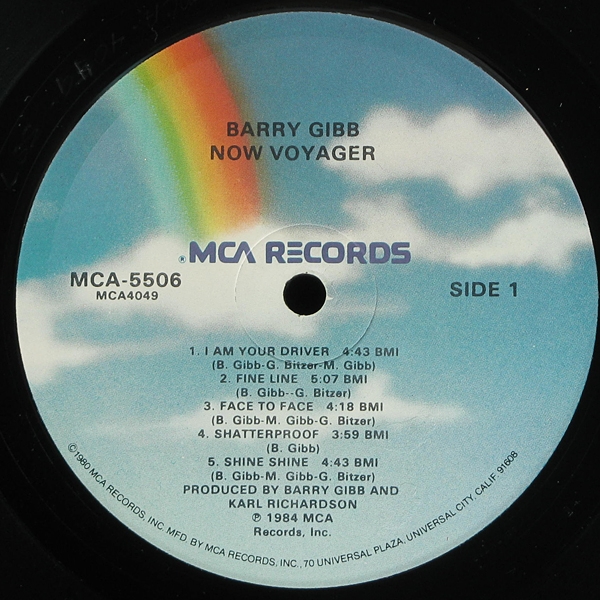 BARRY GIBB
NOW VOYAGER
®MCA RECORDS
MCA-5506
MCA4049
SIDE 1
1. I AM YOUR DRIVER 4:43 BMI
(B. Gibb-G. Bitzer-M. Gibb)
2. FINE LINE 5:07 BMI
(B. Gibb--G. Bitzer)
3. FACE TO FACE 4:18 BMI
(B. Gibb-M. Gibb-G. Bitzer)
4. SHATTERPROOF 3:59 BMI
(B. Gibb)
5. SHINE SHINE 4:43 BMI
(B. Gibb-M. Gibb-G. Bitzer)
PRODUCED BY BARRY GIBB AND
KARL RICHARDSON
℗ 1984 MCA
Records, Inc.
©1980 MCA RECORDS, INC. MFD. BY MCA RECORDS, INC., 70 UNIVERSAL PLAZA, UNIVERSAL CITY, CALIF. 91608